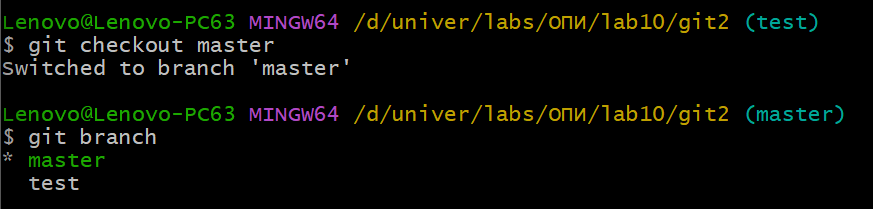 Lenovo@Lenovo-PC63 MINGW64 /d/univer/labs/опи/lab10/git2 (test)
$ git checkout master
Switched to branch 'master'
Lenovo@Lenovo-PC63 MINGW64 /d/univer/labs/опи/lab10/git2 (master)
$ git branch
* master
  test